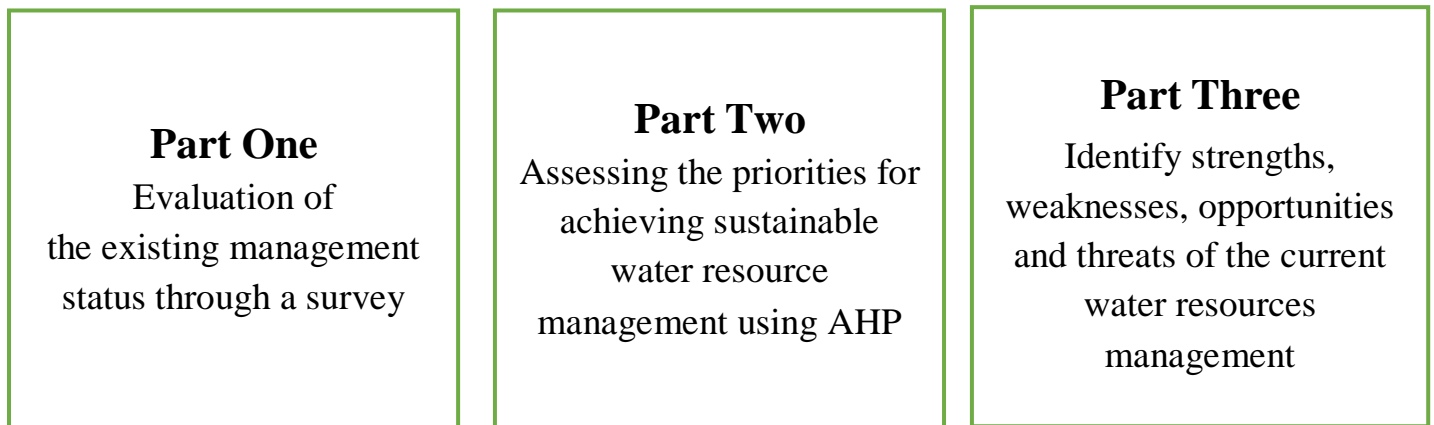 Part One
Evaluation of
the existing management
status through a survey
Part Two
Assessing the priorities for
achieving sustainable
water resource
management using AHP
Part Three
Identify strengths,
weaknesses, opportunities
and threats of the current
water resources
management